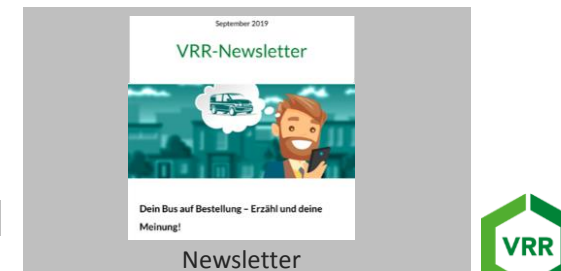 September 2019
VRR-Newsletter
Dein Bus auf Bestellung – Erzähl und deine
Meinung!
Newsletter
VRR